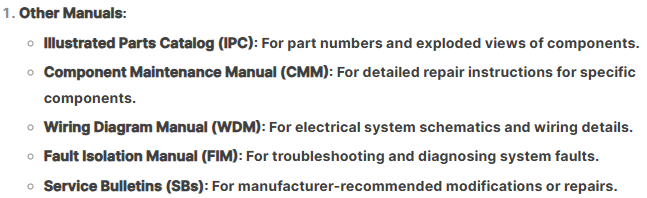 1. Other Manuals:
○ Illustrated Parts Catalog (IPC): For part numbers and exploded views of components.
○ Component Maintenance Manual (CMM): For detailed repair instructions for specific
components.
○ Wiring Diagram Manual (WDM): For electrical system schematics and wiring details.
○ Fault Isolation Manual (FIM): For troubleshooting and diagnosing system faults.
○ Service Bulletins (SBs): For manufacturer-recommended modifications or repairs.